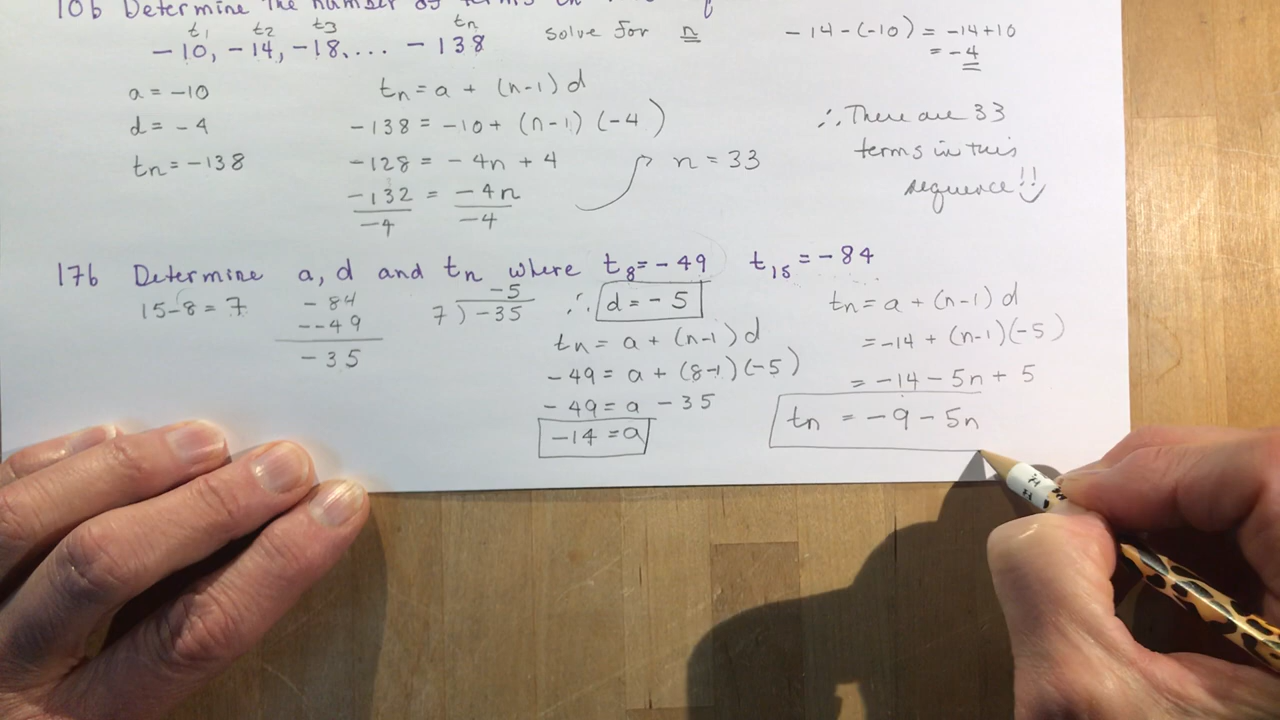 10b Determine the number of terms in
t1 t2 t3 tn
-10, -14, -18, ... -138 solve for n
-14-(-10) = -14+10
= -4
a = -10
d = -4
tn = -138
tn = a + (n-1) d
-138 = -10 + (n-1) (-4)
-128 = -4n + 4
-132 = -4n
-4 -4
n = 33
∴ There are 33
terms in this
sequence!!
17b Determine a, d and tn where t8 = -49 t15 = -84
15-8 = 7
-84
--49
-35
-5
7)-35
∴ d = -5
tn = a + (n-1) d
-49 = a + (8-1) (-5)
-49 = a - 35
-14 = a
tn = a + (n-1) d
= -14 + (n-1) (-5)
= -14 - 5n + 5
tn = -9 - 5n